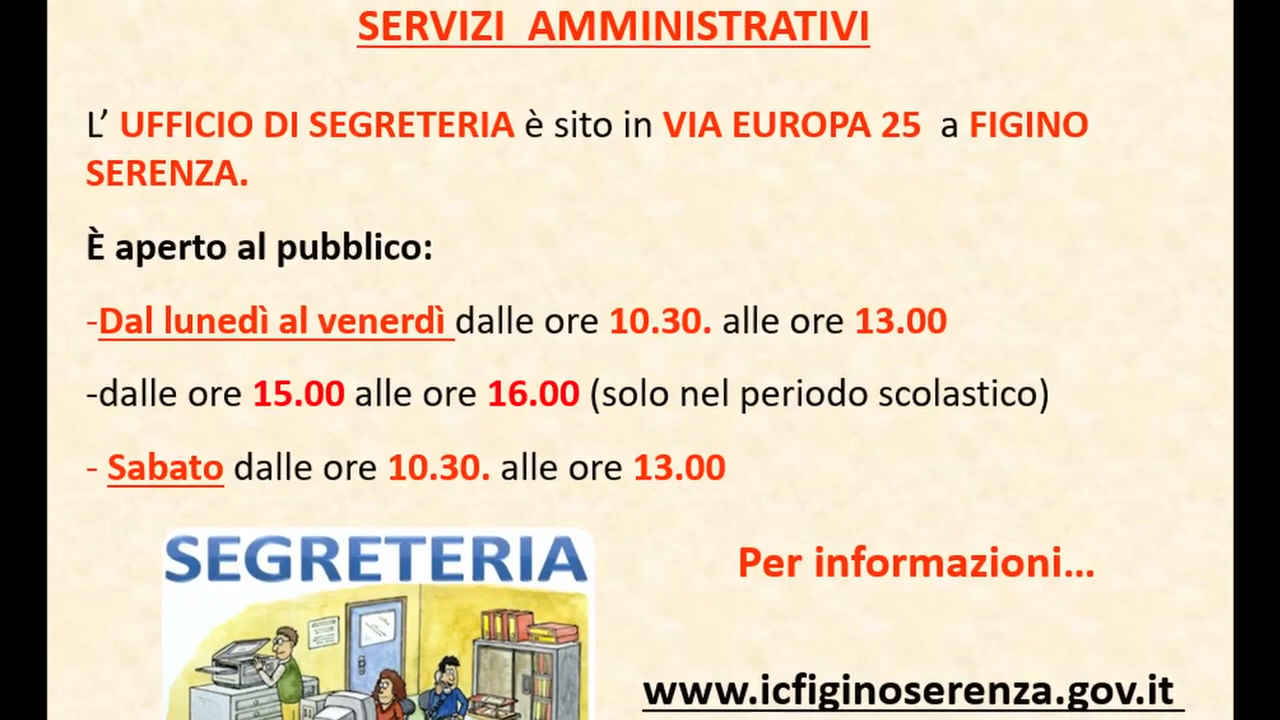 SERVIZI AMMINISTRATIVI
L’ UFFICIO DI SEGRETERIA è sito in VIA EUROPA 25 a FIGINO
SERENZA.
È aperto al pubblico:
-Dal lunedì al venerdì dalle ore 10.30. alle ore 13.00
-dalle ore 15.00 alle ore 16.00 (solo nel periodo scolastico)
- Sabato dalle ore 10.30. alle ore 13.00
SEGRETERIA
Per informazioni...
www.icfiginoserenza.gov.it